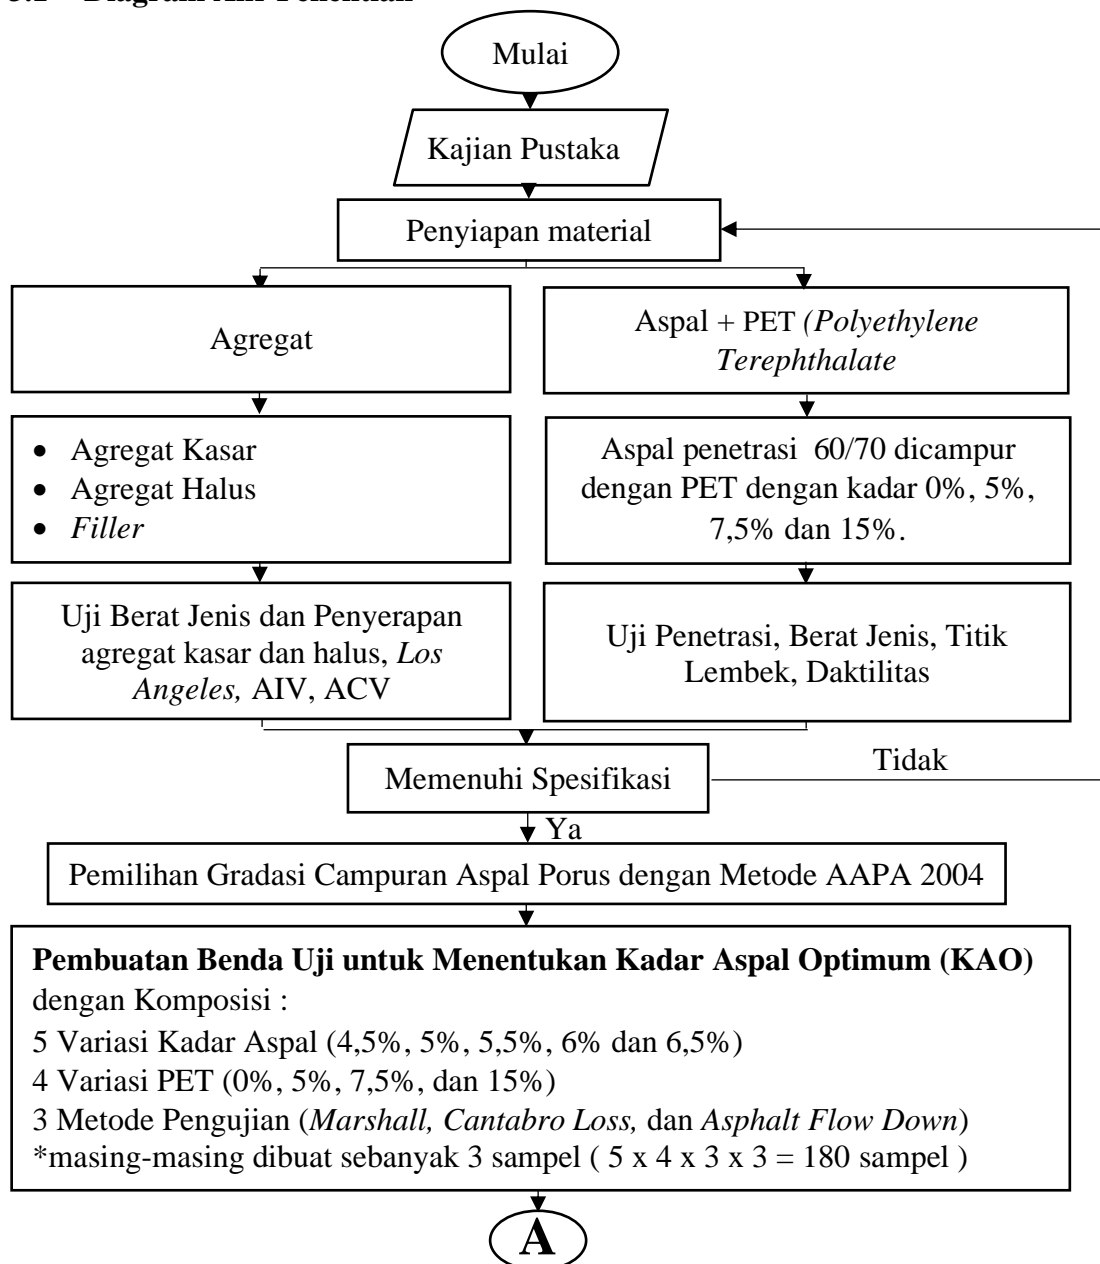 Mulai
Kajian Pustaka
Penyiapan material
Agregat
Aspal + PET (Polyethylene
Terephthalate
• Agregat Kasar
• Agregat Halus
• Filler
Aspal penetrasi 60/70 dicampur
dengan PET dengan kadar 0%, 5%,
7,5% dan 15%.
Uji Berat Jenis dan Penyerapan
agregat kasar dan halus, Los
Angeles, AIV, ACV
Uji Penetrasi, Berat Jenis, Titik
Lembek, Daktilitas
Memenuhi Spesifikasi
Tidak
Ya
Pemilihan Gradasi Campuran Aspal Porus dengan Metode AAPA 2004
Pembuatan Benda Uji untuk Menentukan Kadar Aspal Optimum (KAO)
dengan Komposisi :
5 Variasi Kadar Aspal (4,5%, 5%, 5,5%, 6% dan 6,5%)
4 Variasi PET (0%, 5%, 7,5%, dan 15%)
3 Metode Pengujian (Marshall, Cantabro Loss, dan Asphalt Flow Down)
*masing-masing dibuat sebanyak 3 sampel ( 5 x 4 x 3 x 3 = 180 sampel )
A